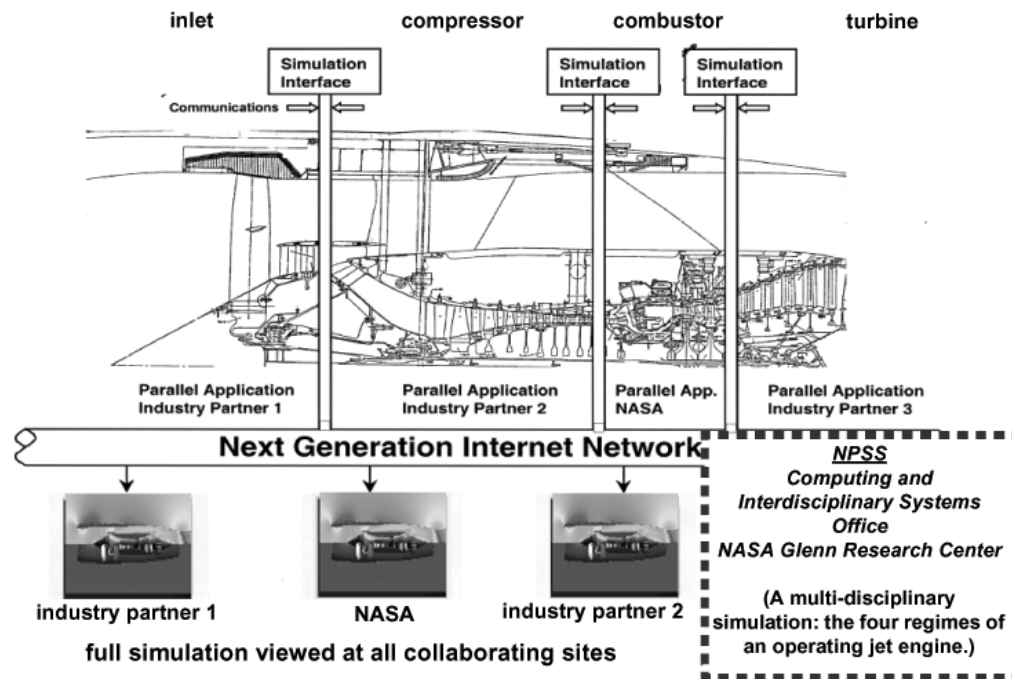 inlet
compressor
combustor
turbine
Simulation
Interface
Simulation
Interface
Simulation
Interface
Communications
Parallel Application
Industry Partner 1
Parallel Application
Industry Partner 2
Parallel App.
NASA
Parallel Application
Industry Partner 3
Next Generation Internet Network
NPSS
Computing and
Interdisciplinary Systems
Office
NASA Glenn Research Center
(A multi-disciplinary
simulation: the four regimes of
an operating jet engine.)
industry partner 1
NASA
industry partner 2
full simulation viewed at all collaborating sites